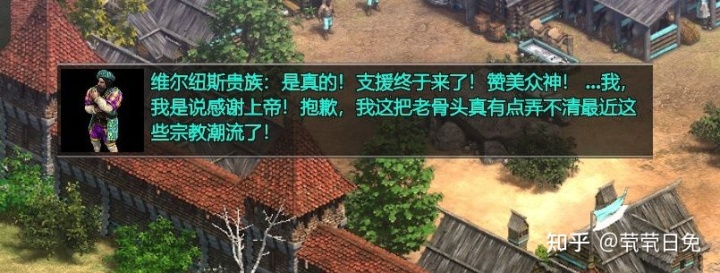 维尔纽斯贵族：是真的！支援终于来了！赞美众神！ ...我，
我是说感谢上帝！抱歉，我这把老骨头真有点弄不清最近这
些宗教潮流了！
知乎 @茕茕日免